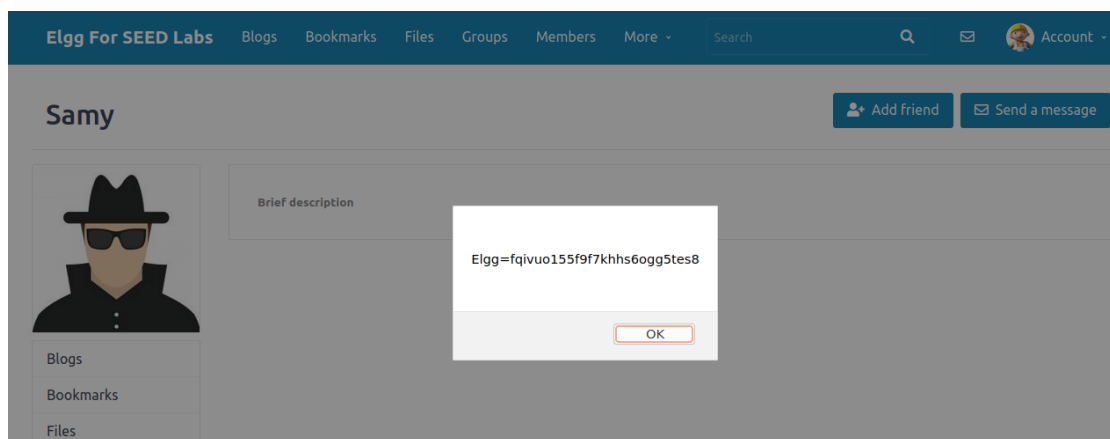 Elgg For SEED Labs Blogs Bookmarks Files Groups Members More Search Account
Samy Add friend Send a message
Brief description
Elgg=fqivuo155f9f7khhs6ogg5tes8
OK
Blogs
Bookmarks
Files